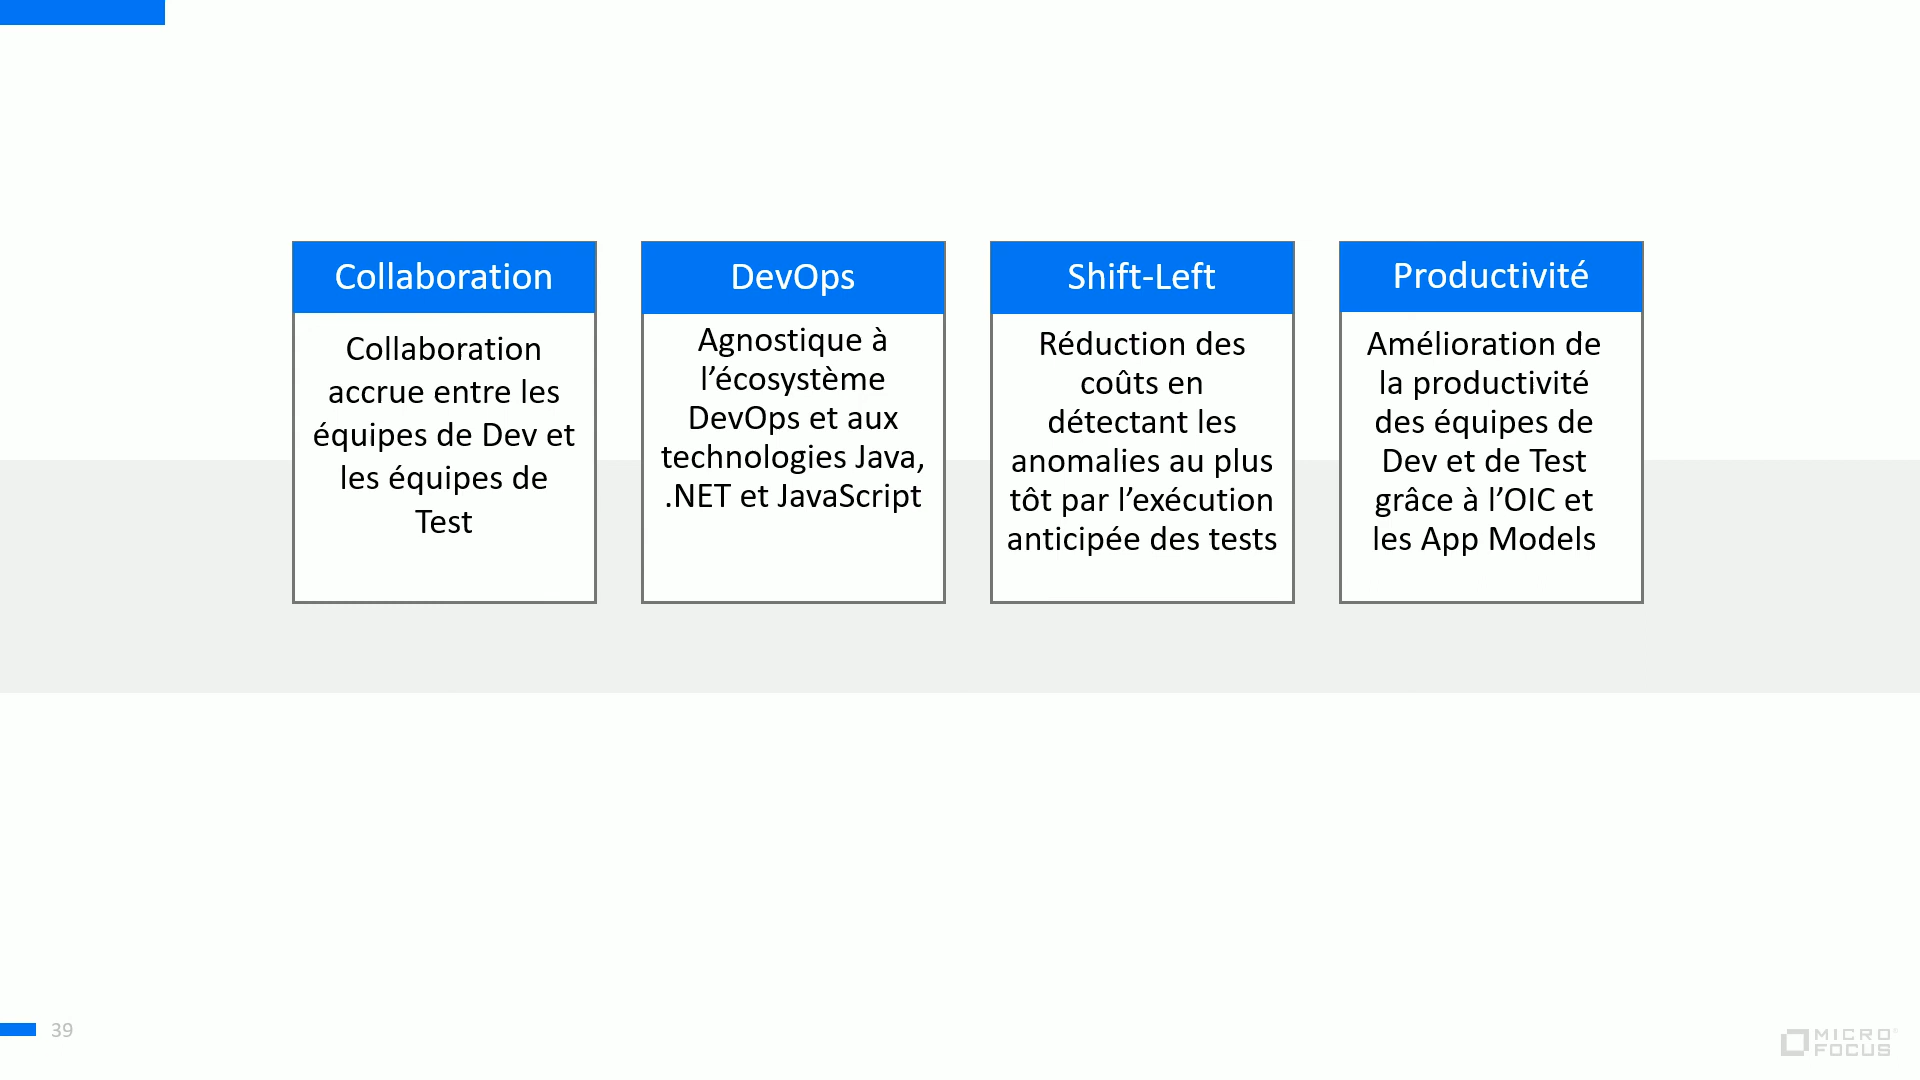 Collaboration
Collaboration
accrue entre les
équipes de Dev et
les équipes de
Test
DevOps
Agnostique à
l’écosystème
DevOps et aux
technologies Java,
.NET et JavaScript
Shift-Left
Réduction des
coûts en
détectant les
anomalies au plus
tôt par l’exécution
anticipée des tests
Productivité
Amélioration de
la productivité
des équipes de
Dev et de Test
grâce à l’OIC et
les App Models
39
MICRO
FOCUS